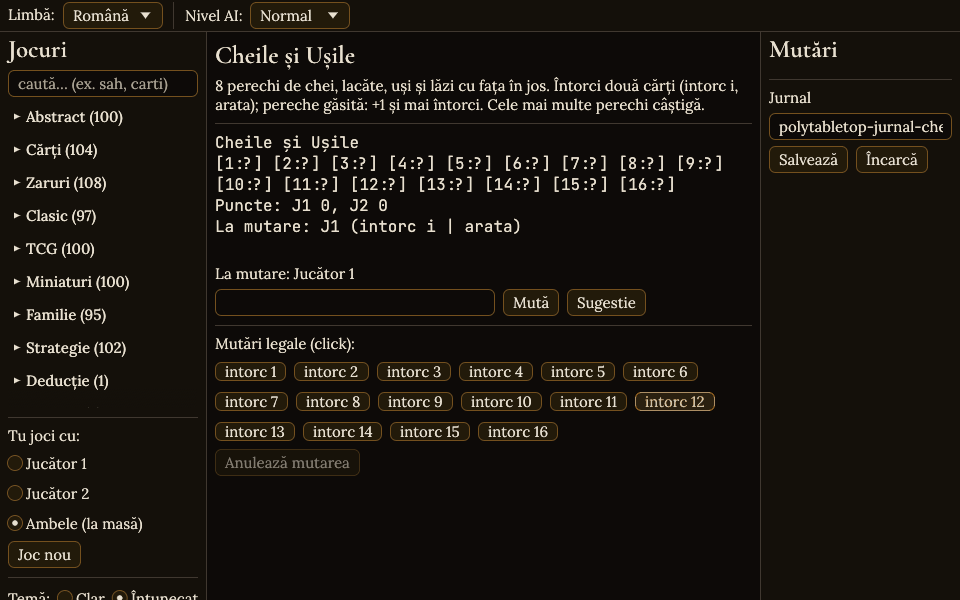 Limbă: Română ▼ Nivel AI: Normal ▼
Jocuri
caută... (ex. sah, carti)
▸ Abstract (100)
▸ Cărți (104)
▸ Zaruri (108)
▸ Clasic (97)
▸ TCG (100)
▸ Miniaturi (100)
▸ Familie (95)
▸ Strategie (102)
▸ Deducție (1)
Tu joci cu:
Jucător 1
Jucător 2
Ambele (la masă)
Joc nou
Temă: Clar Întunecat
Cheile și Ușile
8 perechi de chei, lacăte, uși și lăzi cu fața în jos. Întorci două cărți (intorc i,
arata); pereche găsită: +1 și mai întorci. Cele mai multe perechi câștigă.
Cheile și Ușile
[1:?] [2:?] [3:?] [4:?] [5:?] [6:?] [7:?] [8:?] [9:?]
[10:?] [11:?] [12:?] [13:?] [14:?] [15:?] [16:?]
Puncte: J1 0, J2 0
La mutare: J1 (intorc i | arata)
La mutare: Jucător 1
Mută Sugestie
Mutări legale (click):
intorc 1 intorc 2 intorc 3 intorc 4 intorc 5 intorc 6
intorc 7 intorc 8 intorc 9 intorc 10 intorc 11 intorc 12
intorc 13 intorc 14 intorc 15 intorc 16
Anulează mutarea
Mutări
Jurnal
polytabletop-jurnal-che
Salvează Încarcă